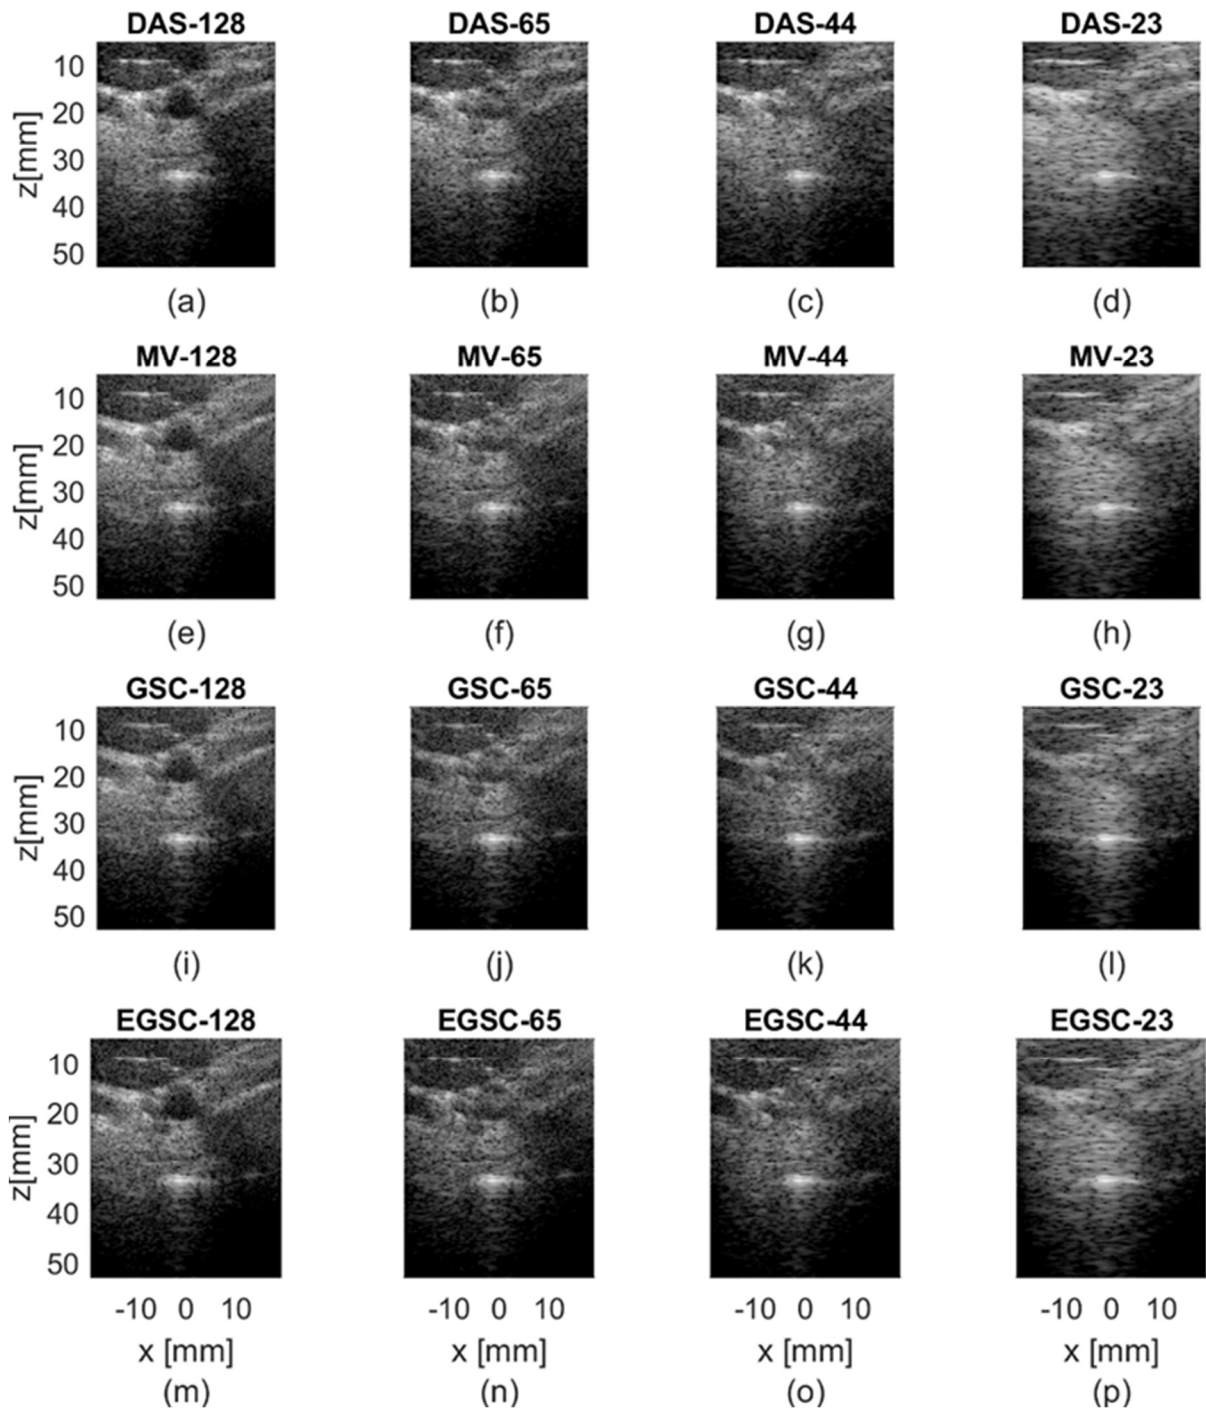 DAS-128 DAS-65 DAS-44 DAS-23
10
20
30
40
50
z[mm]
(a) (b) (c) (d)
MV-128 MV-65 MV-44 MV-23
10
20
30
40
50
z[mm]
(e) (f) (g) (h)
GSC-128 GSC-65 GSC-44 GSC-23
10
20
30
40
50
z[mm]
(i) (j) (k) (l)
EGSC-128 EGSC-65 EGSC-44 EGSC-23
10
20
30
40
50
z[mm]
-10 0 10 -10 0 10 -10 0 10 -10 0 10
x [mm] x [mm] x [mm] x [mm]
(m) (n) (o) (p)